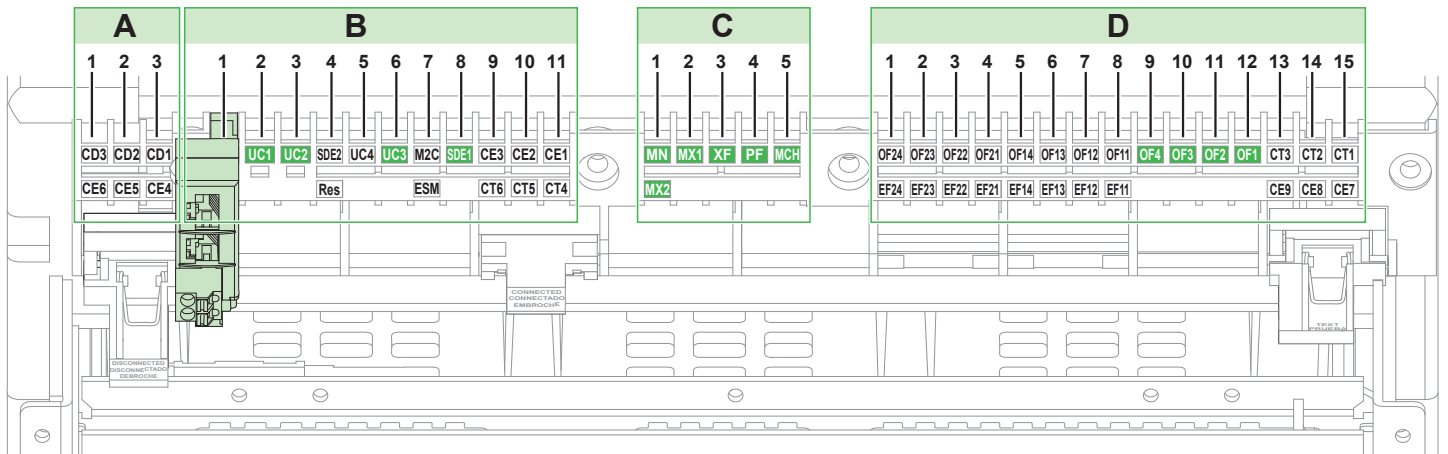 A B C D
1 2 3 1 2 3 4 5 6 7 8 9 10 11 1 2 3 4 5 1 2 3 4 5 6 7 8 9 10 11 12 13 14 15
CD3 CD2 CD1 UC1 UC2 SDE2 UC4 UC3 M2C SDE1 CE3 CE2 CE1 MN MX1 XF PF MCH OF24 OF23 OF22 OF21 OF14 OF13 OF12 OF11 OF4 OF3 OF2 OF1 CT3 CT2 CT1
CE6 CE5 CE4 Res ESM CT6 CT5 CT4 MX2 EF24 EF23 EF22 EF21 EF14 EF13 EF12 EF11 CE9 CE8 CE7
CONNECTED
CONNECTADO
EMBROCHE
TEST
PRUEBA
DISCONNECTED
DISCONNECTADO
DEBROCHE